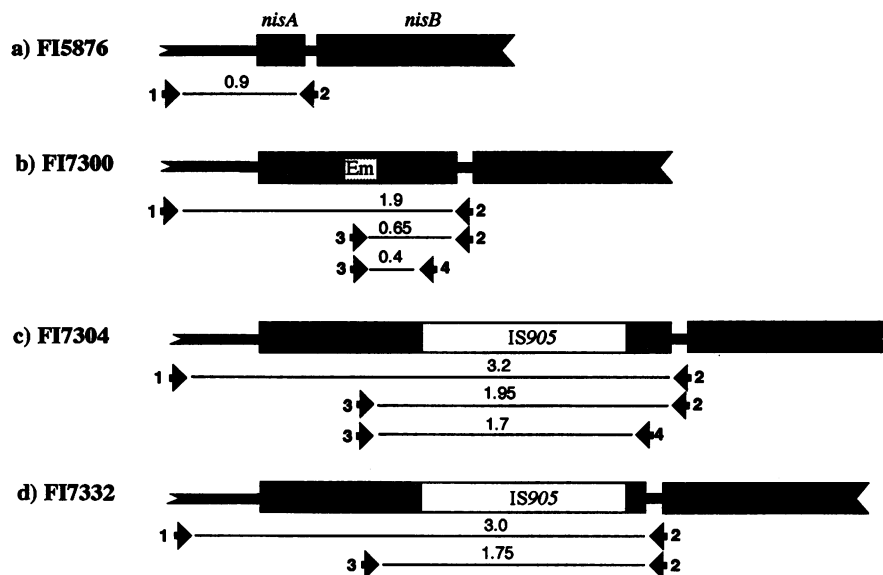 nisA nisB
a) FI5876
1 0.9 2
b) FI7300
Em
1 1.9 2
3 0.65 2
3 0.4 4
c) FI7304
IS905
1 3.2 2
3 1.95 2
3 1.7 4
d) FI7332
IS905
1 3.0 2
3 1.75 2